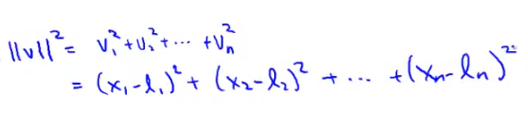 ||v||² = v₁² + v₂² + ... + vₙ²
= (x₁ - l₁)² + (x₂ - l₂)² + ... + (xₙ - lₙ)²